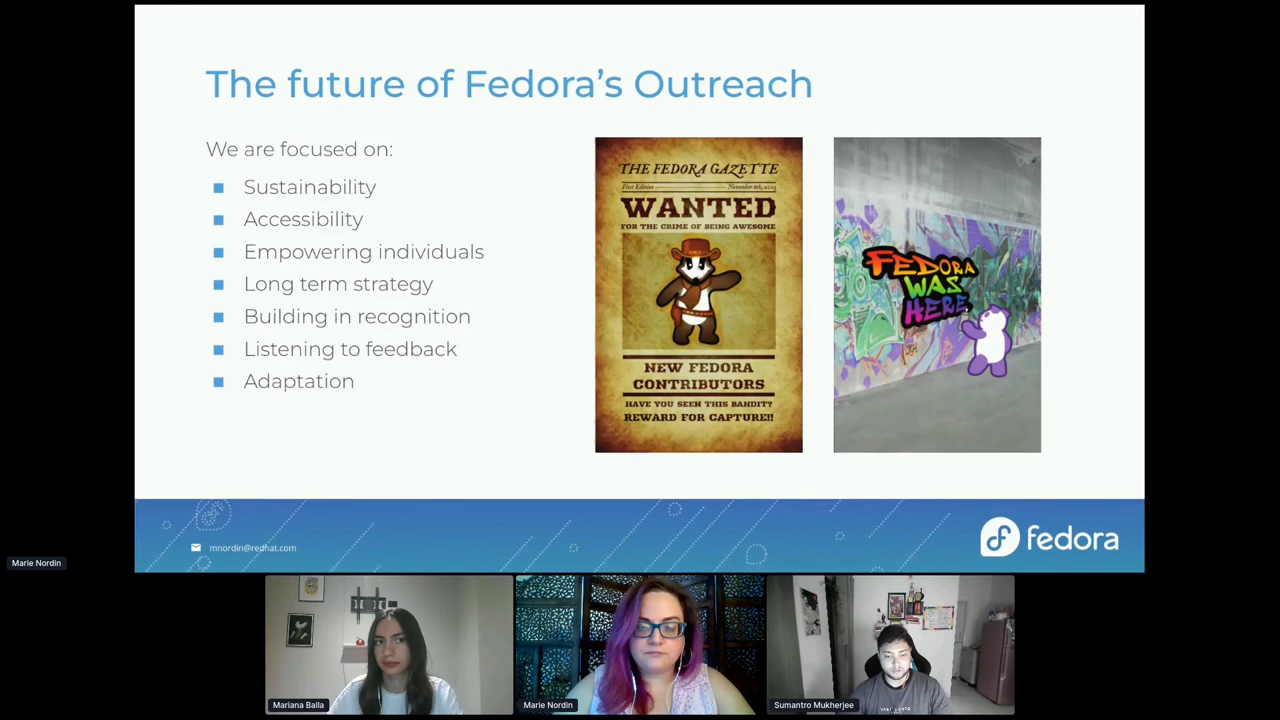 The future of Fedora's Outreach
We are focused on:
Sustainability
Accessibility
Empowering individuals
Long term strategy
Building in recognition
Listening to feedback
Adaptation
THE FEDORA GAZETTE
First Edition
WANTED
FOR THE CRIME OF BEING AWESOME
NEW FEDORA
CONTRIBUTORS
HAVE YOU SEEN THIS BANDIT?
REWARD FOR CAPTURE!!
FEDORA
WAS
HERE
mnordin@redhat.com
fedora
Marie Nordin
Mariana Balla
Marie Nordin
Sumantro Mukherjee